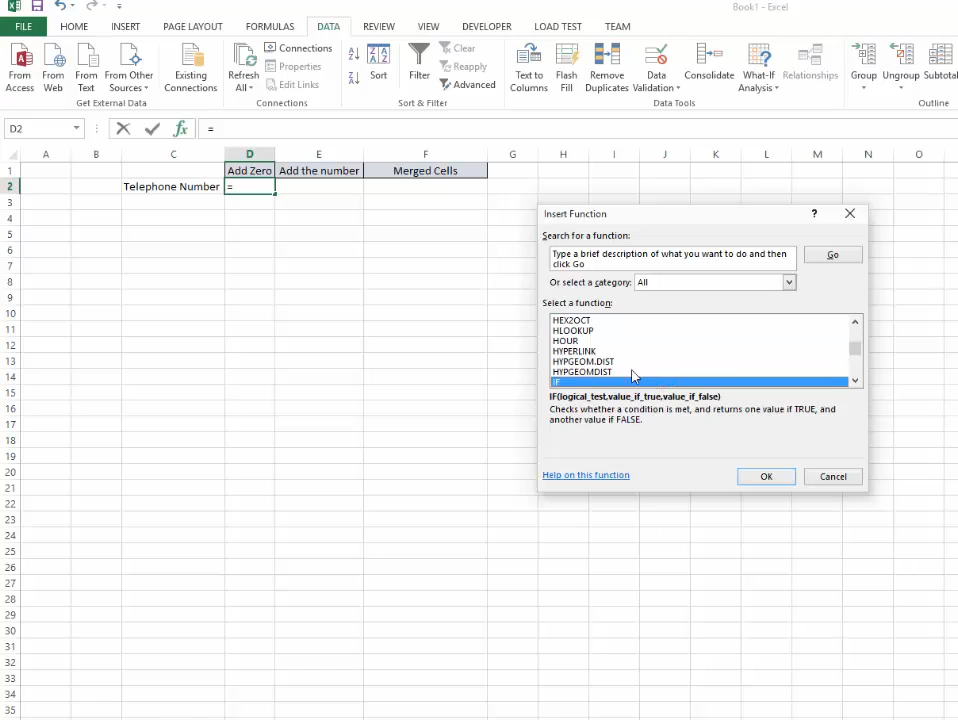 Book1 - Excel
FILE HOME INSERT PAGE LAYOUT FORMULAS DATA REVIEW VIEW DEVELOPER LOAD TEST TEAM
From Access
From Web
From Text
From Other Sources
Get External Data
Existing Connections
Refresh All
Connections
Properties
Edit Links
Connections
Sort
Filter
Clear
Reapply
Advanced
Sort & Filter
Text to Columns
Flash Fill
Remove Duplicates
Data Validation
Consolidate
What-If Analysis
Relationships
Data Tools
Group
Ungroup
Subtotal
Outline
D2
fx
=
A B C D E F G H I J K L M N O
1 Add Zero Add the number Merged Cells
2 Telephone Number =
3
4
5
6
7
8
9
10
11
12
13
14
15
16
17
18
19
20
21
22
23
24
25
26
27
28
29
30
31
32
33
34
35
Insert Function
?
Search for a function:
Type a brief description of what you want to do and then
click Go
Go
Or select a category: All
Select a function:
HEX2OCT
HLOOKUP
HOUR
HYPERLINK
HYPGEOM.DIST
HYPGEOMDIST
IF
IF(logical_test,value_if_true,value_if_false)
Checks whether a condition is met, and returns one value if TRUE, and
another value if FALSE.
Help on this function
OK
Cancel